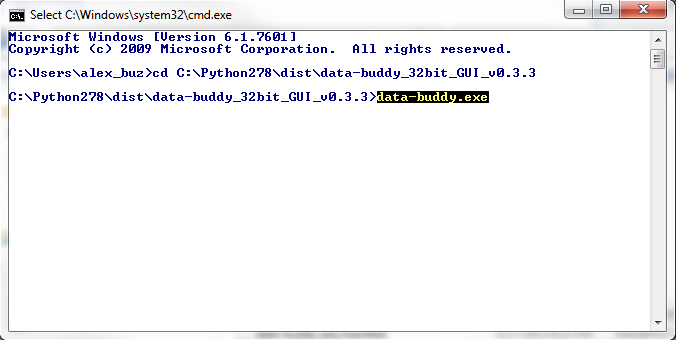 Select C:\Windows\system32\cmd.exe
Microsoft Windows [Version 6.1.7601]
Copyright (c) 2009 Microsoft Corporation.  All rights reserved.
C:\Users\alex_buz>cd C:\Python278\dist\data-buddy_32bit_GUI_v0.3.3
C:\Python278\dist\data-buddy_32bit_GUI_v0.3.3>data-buddy.exe